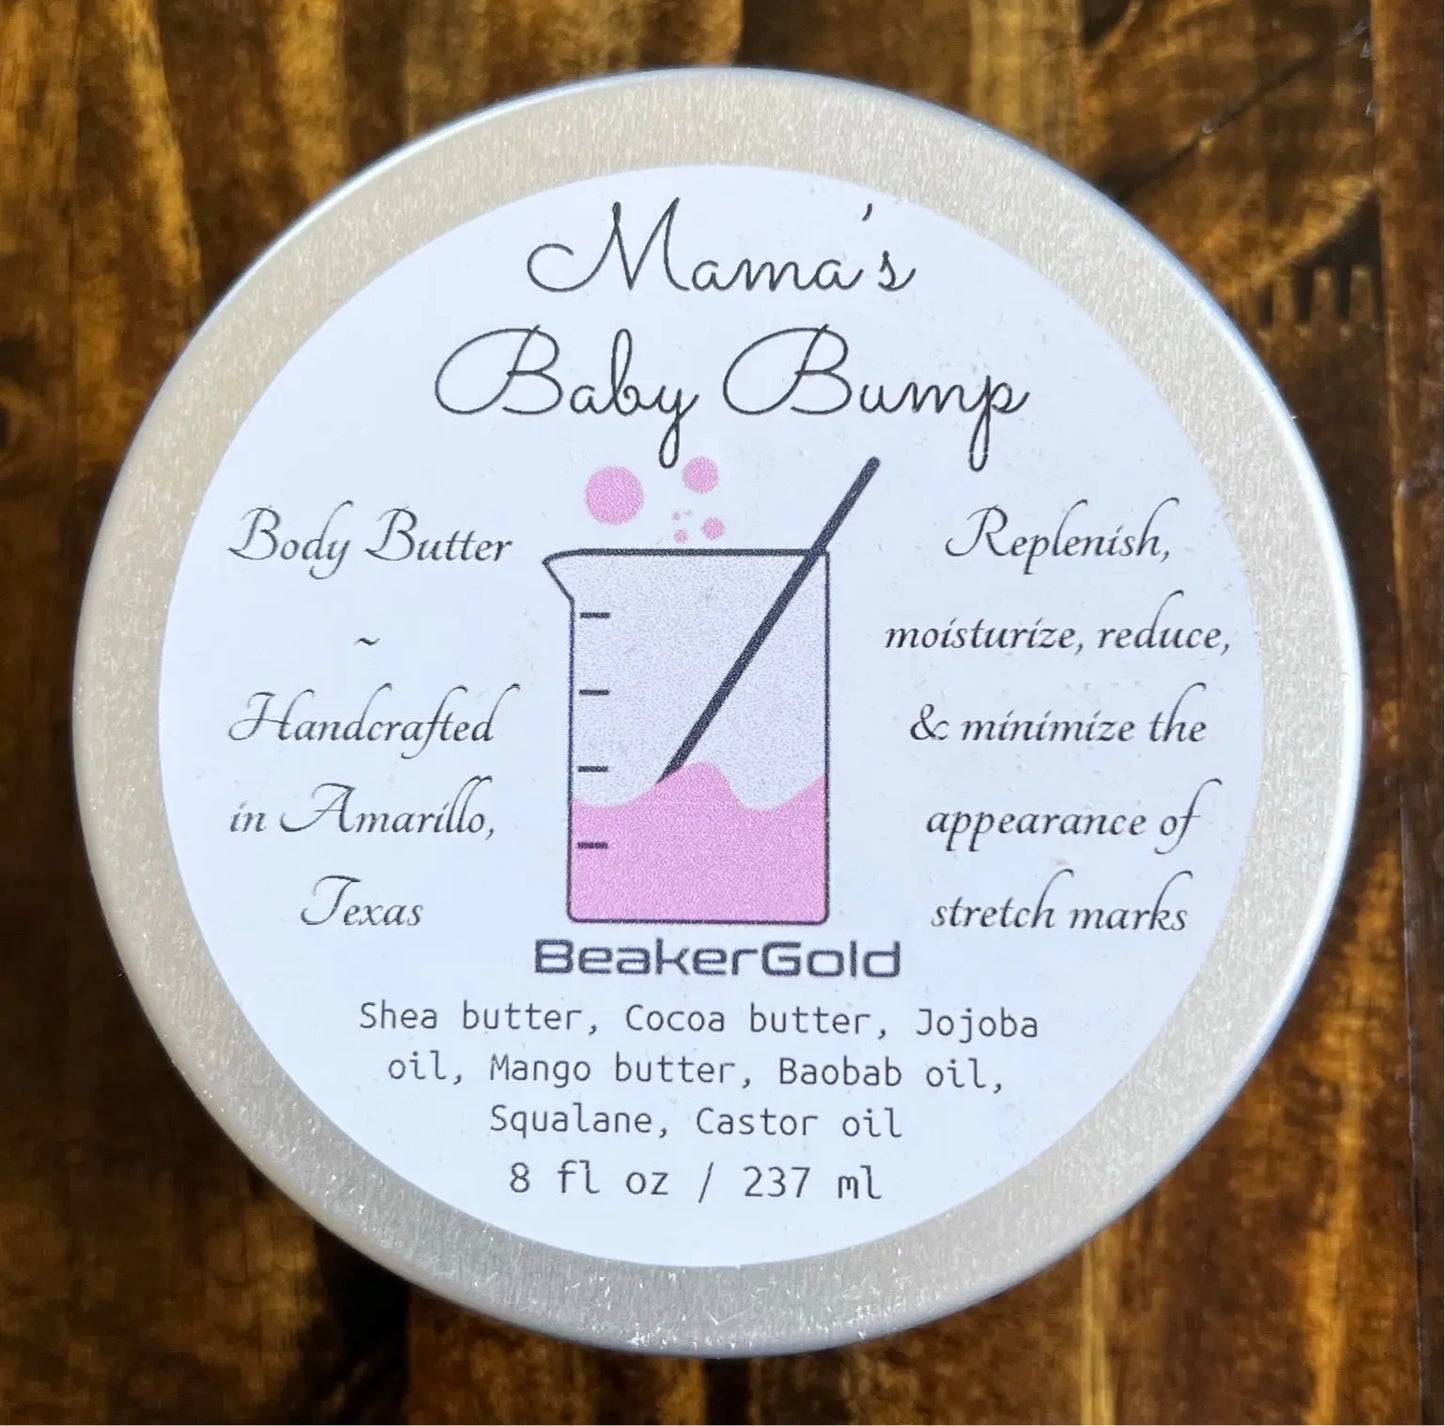 Mama's
Baby Bump
Body Butter
~
Handcrafted
in Amarillo,
Texas
Replenish,
moisturize, reduce,
& minimize the
appearance of
stretch marks
BeakerGold
Shea butter, Cocoa butter, Jojoba
oil, Mango butter, Baobab oil,
Squalane, Castor oil
8 fl oz / 237 ml